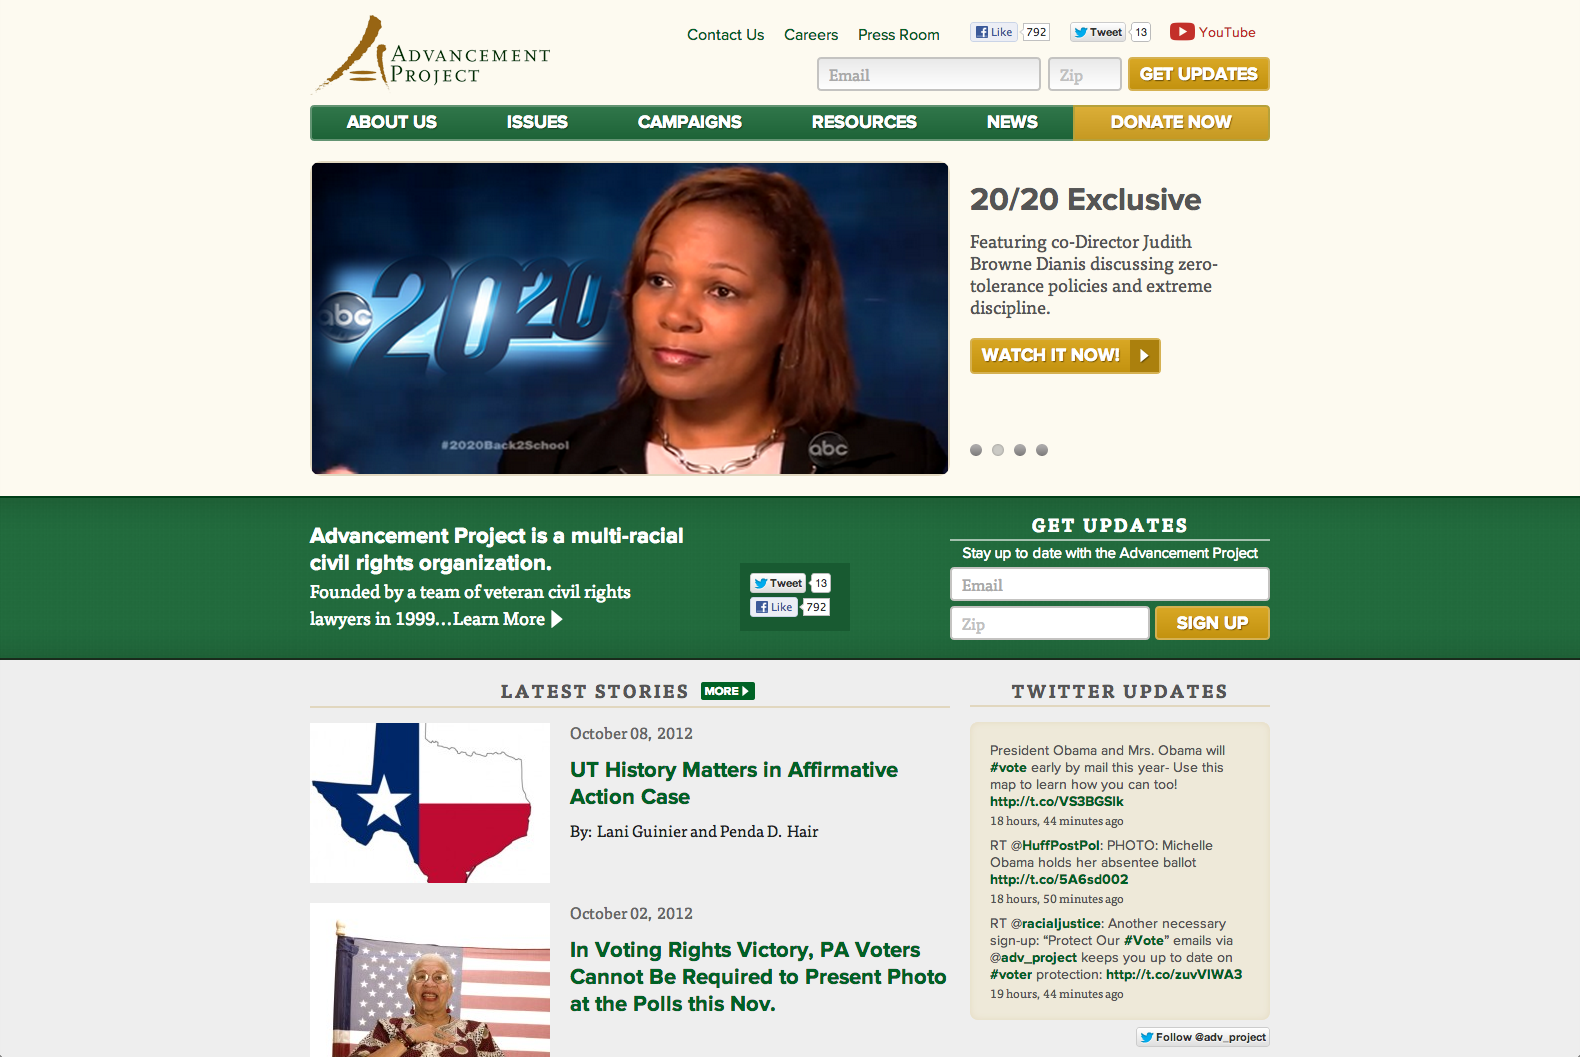 Advancement
Project
Contact Us
Careers
Press Room
Like
792
Tweet
13
YouTube
Email
Zip
GET UPDATES
ABOUT US
ISSUES
CAMPAIGNS
RESOURCES
NEWS
DONATE NOW
abc
2020
#2020Back2School
abc
20/20 Exclusive
Featuring co-Director Judith
Browne Dianis discussing zero-
tolerance policies and extreme
discipline.
WATCH IT NOW!
Advancement Project is a multi-racial
civil rights organization.
Founded by a team of veteran civil rights
lawyers in 1999...Learn More
Tweet
13
Like
792
GET UPDATES
Stay up to date with the Advancement Project
Email
Zip
SIGN UP
LATEST STORIES
MORE
October 08, 2012
UT History Matters in Affirmative
Action Case
By: Lani Guinier and Penda D. Hair
October 02, 2012
In Voting Rights Victory, PA Voters
Cannot Be Required to Present Photo
at the Polls this Nov.
TWITTER UPDATES
President Obama and Mrs. Obama will
#vote early by mail this year- Use this
map to learn how you can too!
http://t.co/VS3BGSlk
18 hours, 44 minutes ago
RT @HuffPostPol: PHOTO: Michelle
Obama holds her absentee ballot
http://t.co/5A6sd002
18 hours, 50 minutes ago
RT @racialjustice: Another necessary
sign-up: “Protect Our #Vote” emails via
@adv_project keeps you up to date on
#voter protection: http://t.co/zuvVIWA3
19 hours, 44 minutes ago
Follow @adv_project